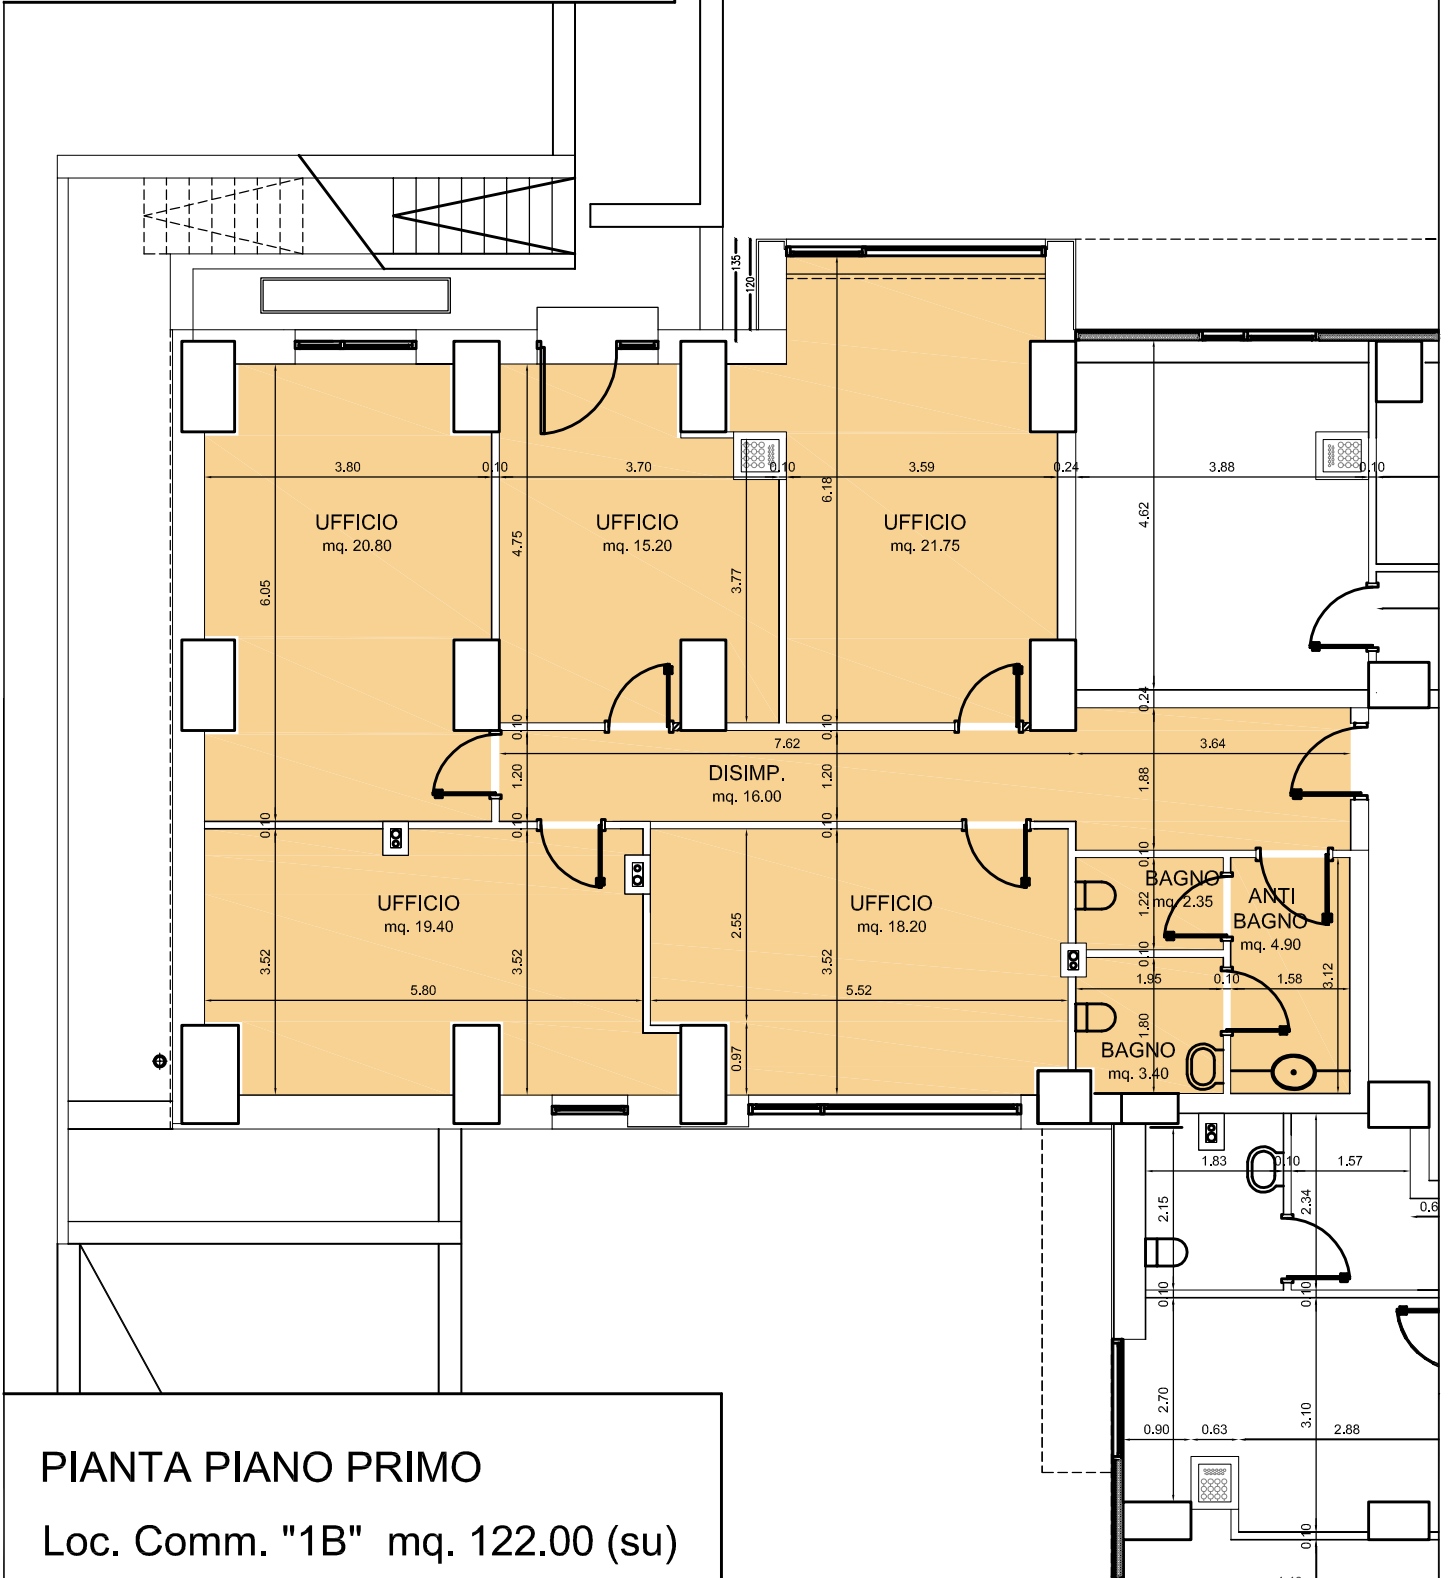 135
120
3.80
0.10
3.70
0.10
3.59
0.24
3.88
0.10
UFFICIO
mq. 20.80
UFFICIO
mq. 15.20
UFFICIO
mq. 21.75
6.05
4.75
3.77
6.18
4.62
0.24
0.10
0.10
7.62
3.64
DISIMP.
mq. 16.00
1.20
1.20
1.88
0.10
0.10
0.10
0.10
UFFICIO
mq. 19.40
UFFICIO
mq. 18.20
BAGNO
mq. 2.35
ANTI
BAGNO
mq. 4.90
1.22
0.10
3.52
3.52
2.55
3.52
5.80
5.52
1.95
0.10
1.58
3.12
0.97
1.80
BAGNO
mq. 3.40
1.83
0.10
1.57
2.15
2.34
0.6
0.10
0.10
2.70
3.10
0.90
0.63
2.88
0.10
PIANTA PIANO PRIMO
Loc. Comm. "1B" mq. 122.00 (su)